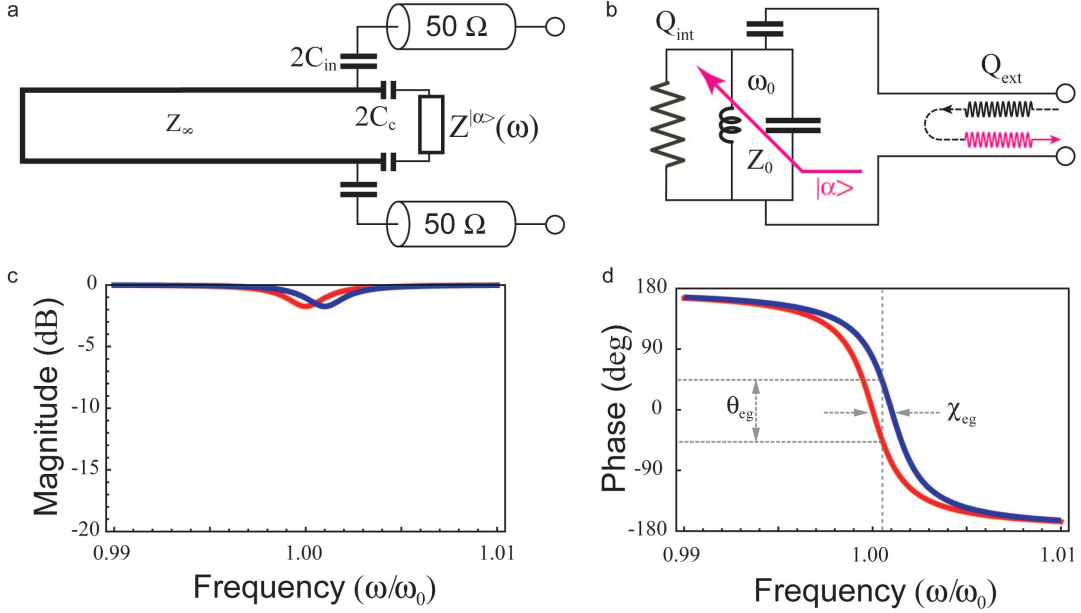 a
50 Ω
2C_in
2C_c
Z_∞
Z^|α>(ω)
50 Ω
b
Q_int
ω_0
Z_0
|α>
Q_ext
c
Magnitude (dB)
0
-5
-10
-15
-20
0.99
1.00
1.01
Frequency (ω/ω_0)
d
Phase (deg)
180
90
0
-90
-180
θ_eg
χ_eg
0.99
1.00
1.01
Frequency (ω/ω_0)